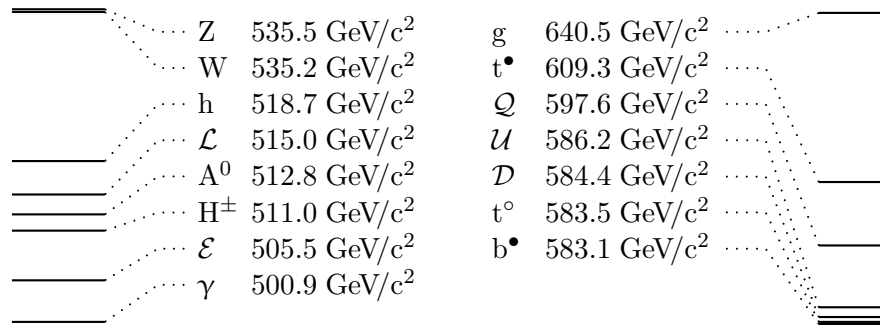 Z 535.5 GeV/c²
W 535.2 GeV/c²
h 518.7 GeV/c²
ℒ 515.0 GeV/c²
A⁰ 512.8 GeV/c²
H± 511.0 GeV/c²
ℰ 505.5 GeV/c²
γ 500.9 GeV/c²
g 640.5 GeV/c²
t• 609.3 GeV/c²
𝒬 597.6 GeV/c²
𝒰 586.2 GeV/c²
𝒟 584.4 GeV/c²
t° 583.5 GeV/c²
b• 583.1 GeV/c²